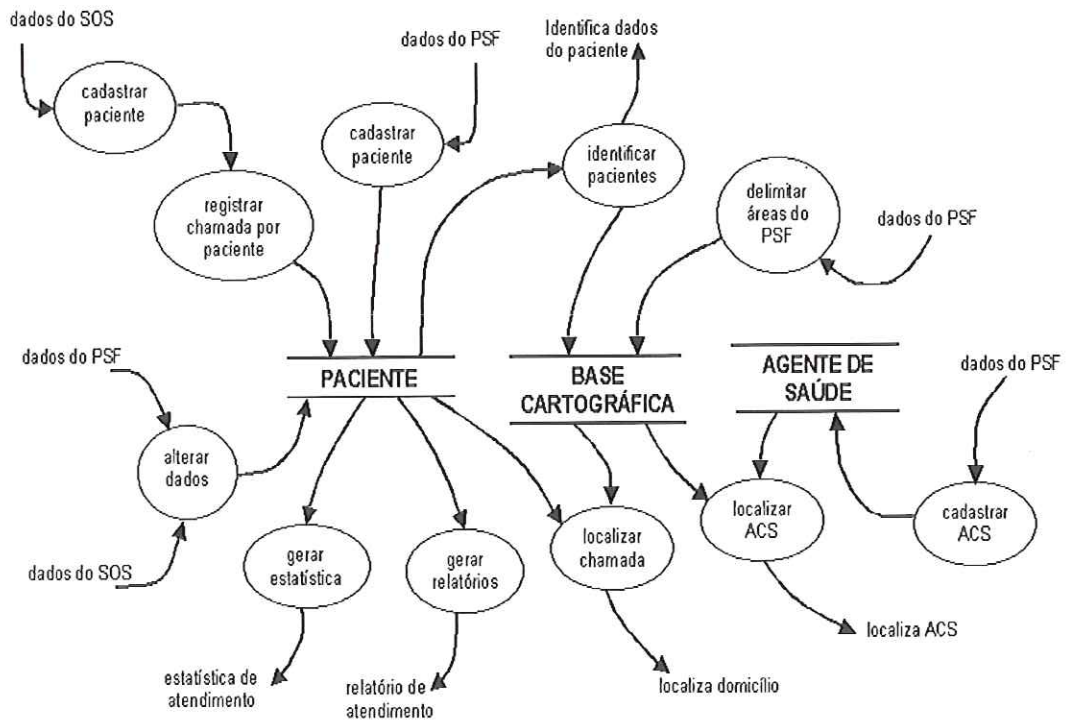 dados do SOS
cadastrar
paciente
registrar
chamada por
paciente
dados do PSF
cadastrar
paciente
Identifica dados
do paciente
identificar
pacientes
delimitar
áreas do
PSF
dados do PSF
dados do PSF
alterar
dados
dados do SOS
PACIENTE
BASE
CARTOGRÁFICA
AGENTE DE
SAÚDE
dados do PSF
gerar
estatística
gerar
relatórios
localizar
chamada
localizar
ACS
cadastrar
ACS
estatística de
atendimento
relatório de
atendimento
localiza domicílio
localiza ACS